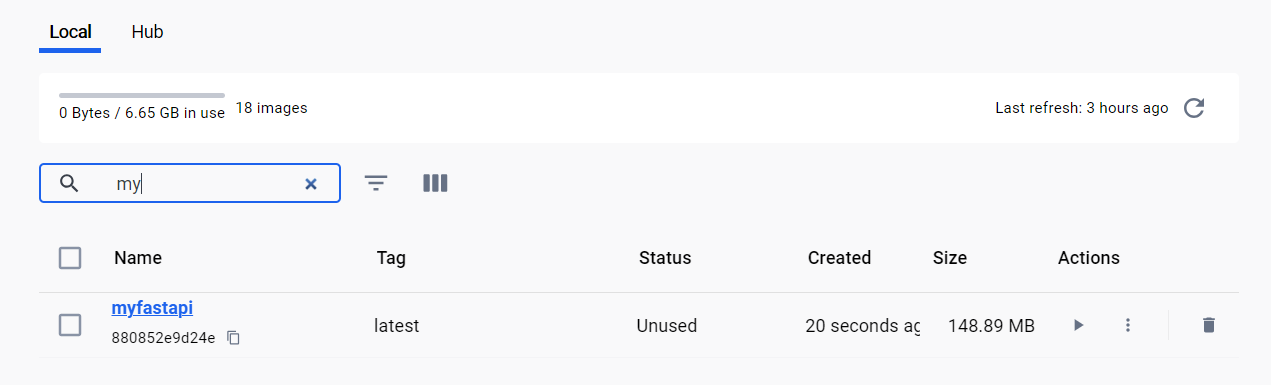 Local Hub
0 Bytes / 6.65 GB in use 18 images Last refresh: 3 hours ago
my
Name Tag Status Created Size Actions
myfastapi
880852e9d24e
latest Unused 20 seconds ag 148.89 MB